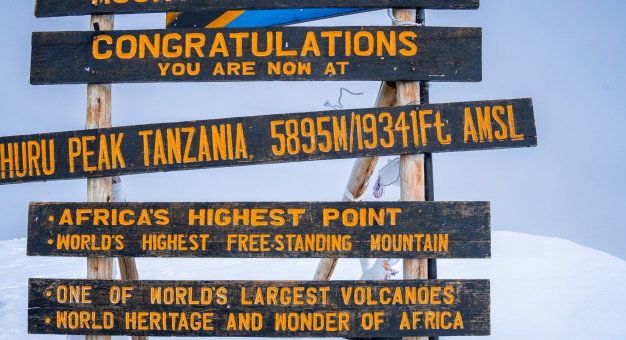 CONGRATULATIONS
YOU ARE NOW AT
HURU PEAK TANZANIA. 5895M/19341Ft AMSL
• AFRICA'S HIGHEST POINT
• WORLD'S HIGHEST FREE-STANDING MOUNTAIN
• ONE OF WORLD'S LARGEST VOLCANOES
• WORLD HERITAGE AND WONDER OF AFRICA